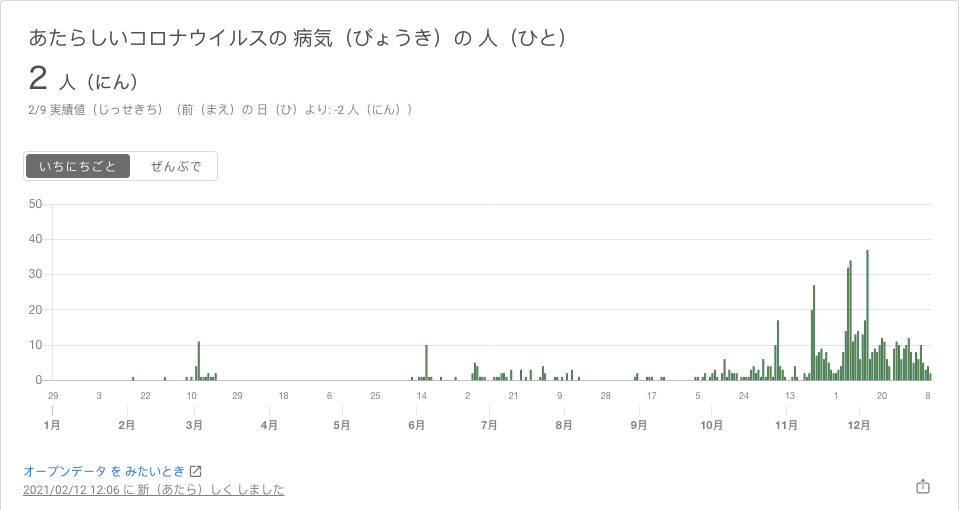 あたらしいコロナウイルスの 病気（びょうき）の 人（ひと）
2 人（にん）
2/9 実績値（じっせきち）（前（まえ）の 日（ひ）より: -2 人（にん））
いちにちごと ぜんぶで
50
40
30
20
10
0
29 3 22 10 29 18 6 25 14 2 21 9 28 17 5 24 13 1 20 8
1月 2月 3月 4月 5月 6月 7月 8月 9月 10月 11月 12月
オープンデータ を みたいとき
2021/02/12 12:06 に 新（あたら）しく しました